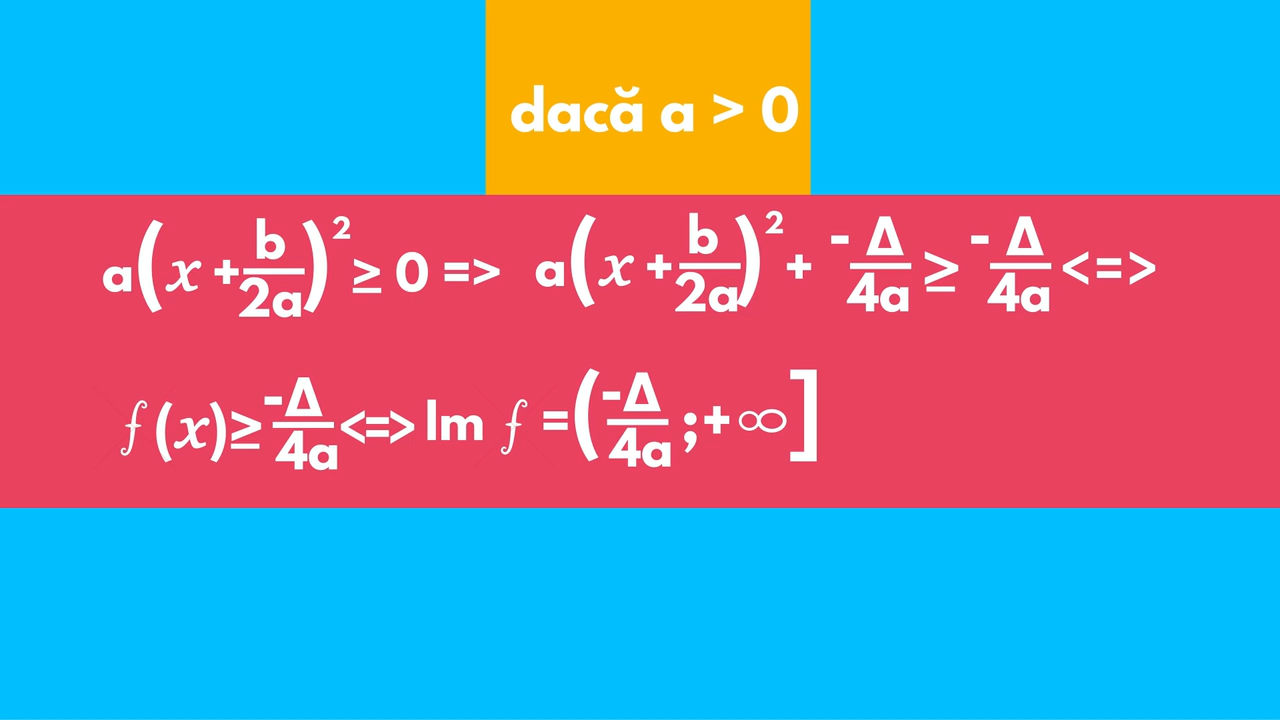 dacă a > 0
a(x + b/2a)² ≥ 0 => a(x + b/2a)² + -Δ/4a ≥ -Δ/4a <=>
f(x) ≥ -Δ/4a <=> Im f = (-Δ/4a ; +∞]